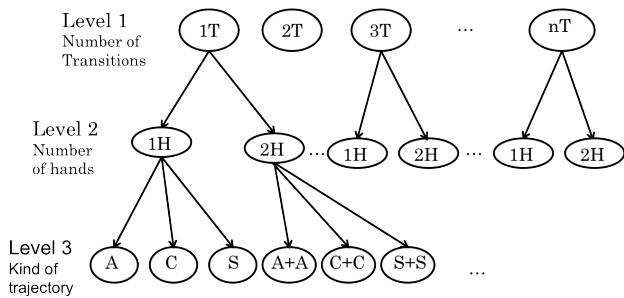 Level 1
Number of
Transitions
1T 2T 3T ... nT
Level 2
Number
of hands
1H 2H ... 1H 2H ... 1H 2H
Level 3
Kind of
trajectory
A C S A+A C+C S+S ...